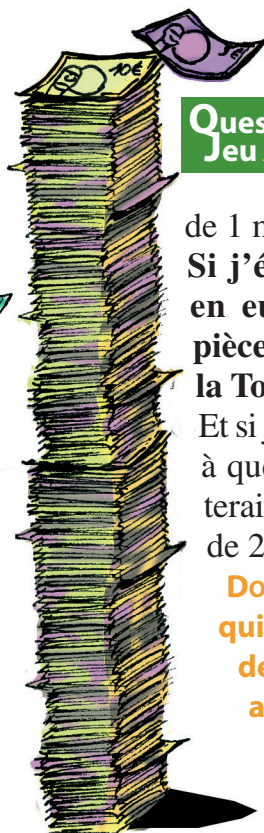 10€
Ques
Jeu
de 1 m
Si j’é
en eu
pièce
la To
Et si j
à que
terai
de 2
Do
qui
de
a